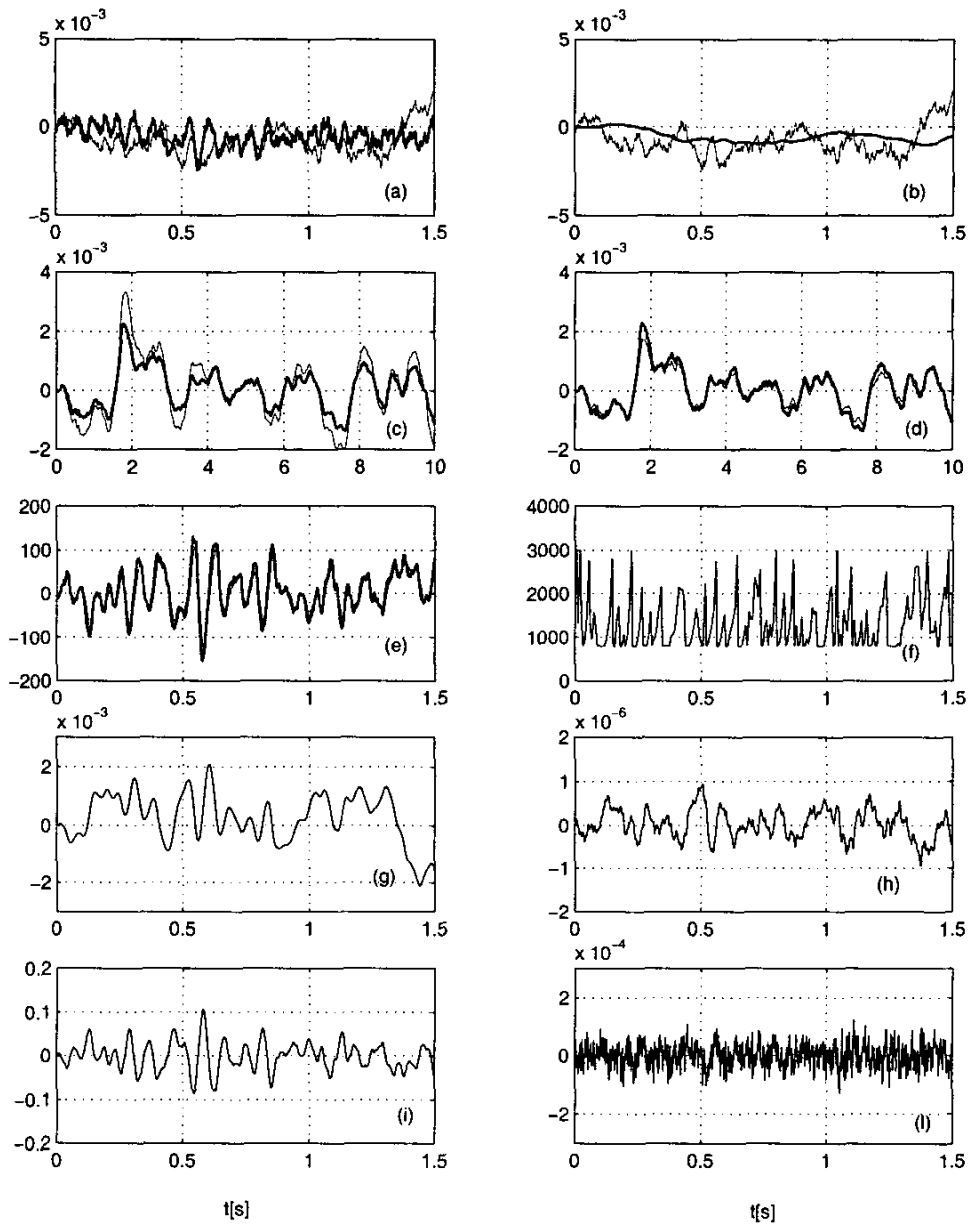 x 10⁻³
5
0
−5
0 0.5 1 1.5
(a)
x 10⁻³
5
0
−5
0 0.5 1 1.5
(b)
x 10⁻³
4
2
0
−2
0 2 4 6 8 10
(c)
x 10⁻³
4
2
0
−2
0 2 4 6 8 10
(d)
200
100
0
−100
−200
0 0.5 1 1.5
(e)
4000
3000
2000
1000
0
0 0.5 1 1.5
(f)
x 10⁻³
2
0
−2
0 0.5 1 1.5
(g)
x 10⁻⁶
2
1
0
−1
−2
0 0.5 1 1.5
(h)
0.2
0.1
0
−0.1
−0.2
0 0.5 1 1.5
(i)
x 10⁻⁴
2
0
−2
0 0.5 1 1.5
(l)
t[s]
t[s]